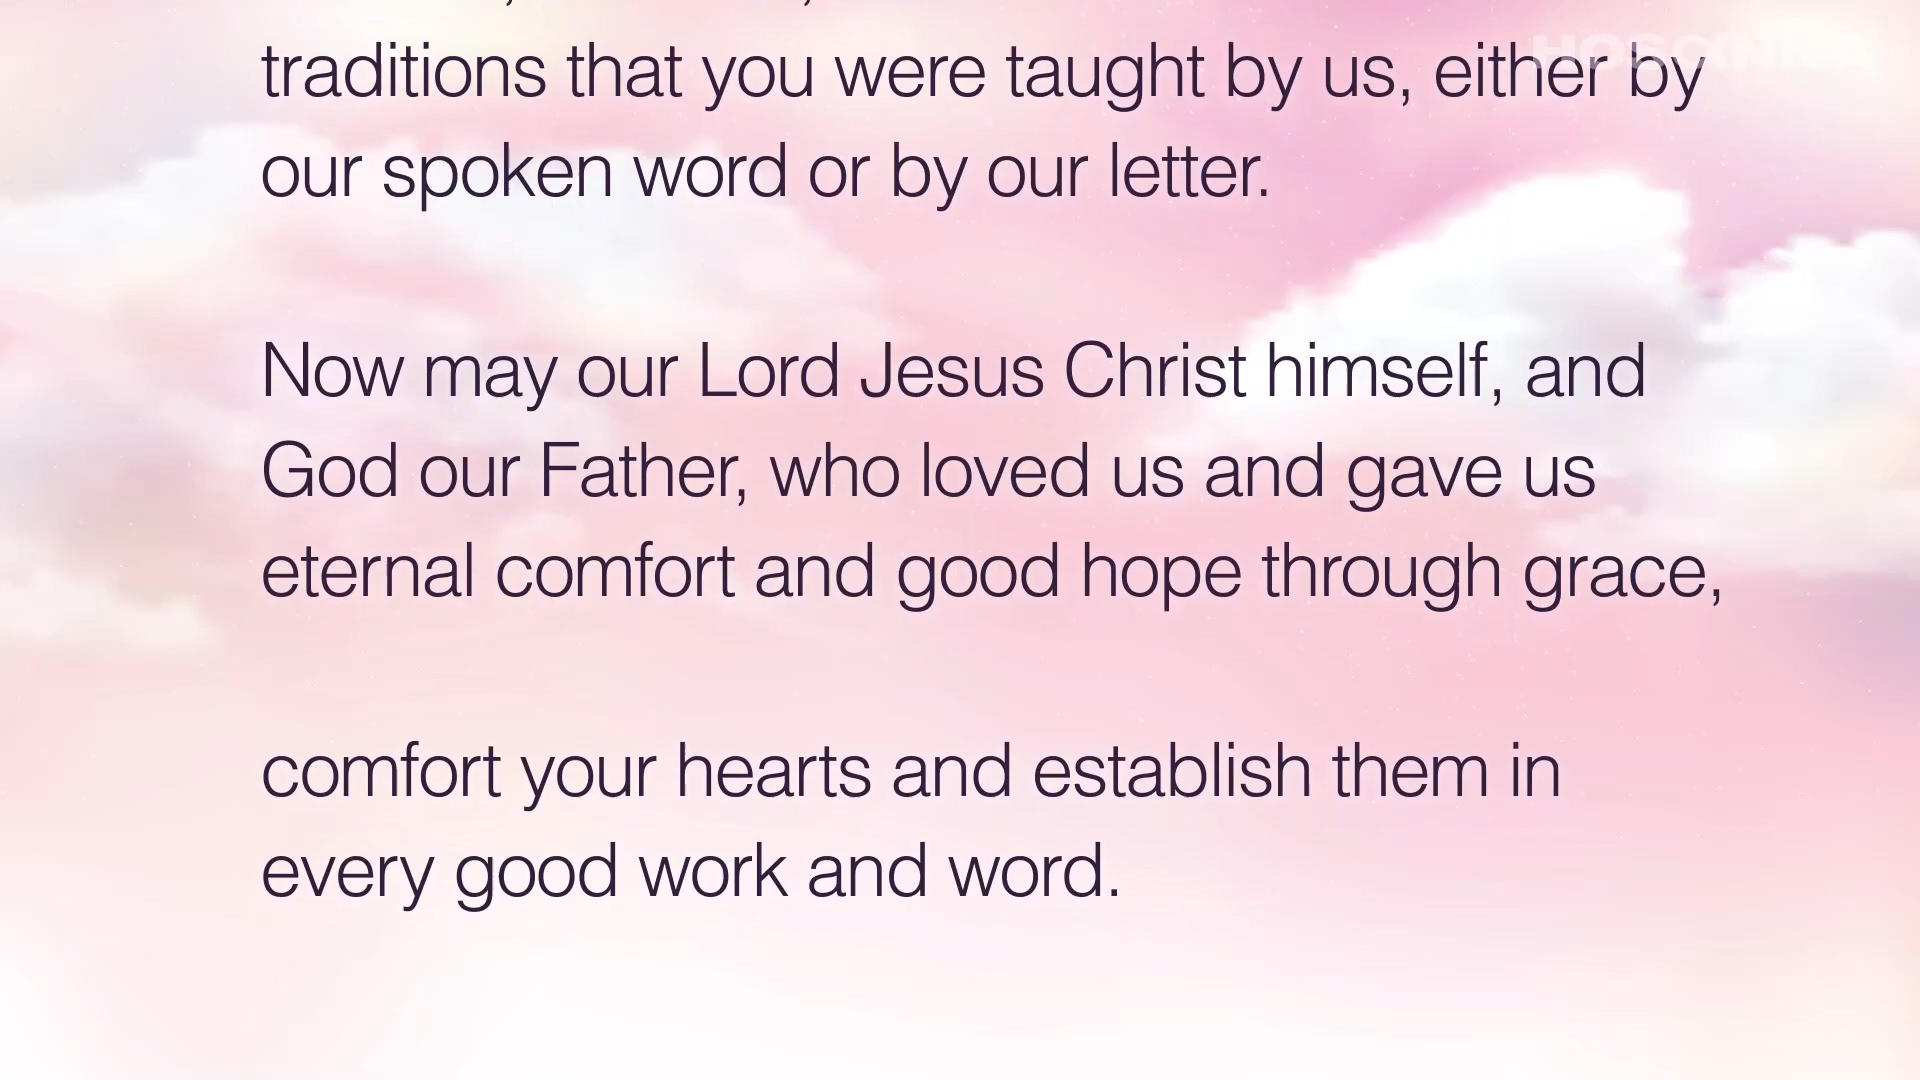 traditions that you were taught by us, either by
our spoken word or by our letter.
Now may our Lord Jesus Christ himself, and
God our Father, who loved us and gave us
eternal comfort and good hope through grace,
comfort your hearts and establish them in
every good work and word.